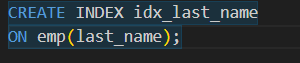 CREATE INDEX idx_last_name
ON emp(last_name);